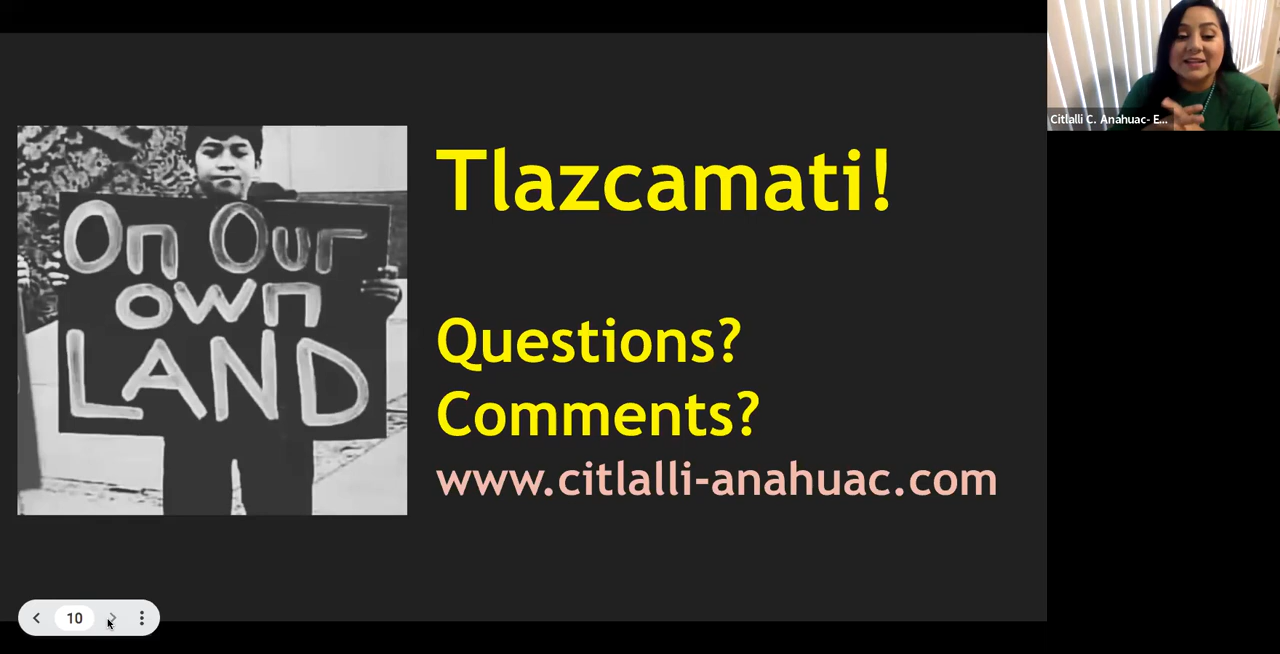 On Our
own
LAND
Tlazcamati!
Questions?
Comments?
www.citlalli-anahuac.com
Citlalli C. Anahuac- E...
10